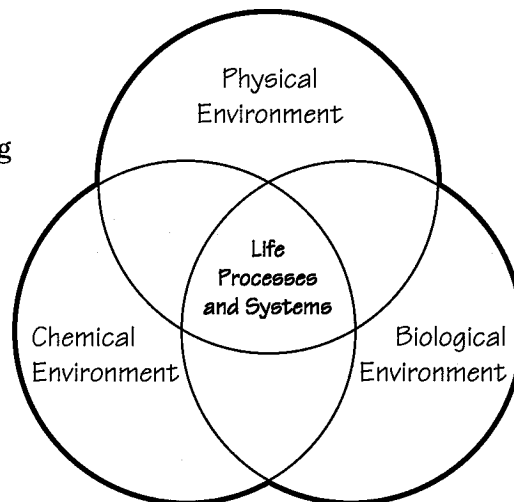 Physical
Environment
g
Life
Processes
and Systems
Chemical
Environment
Biological
Environment